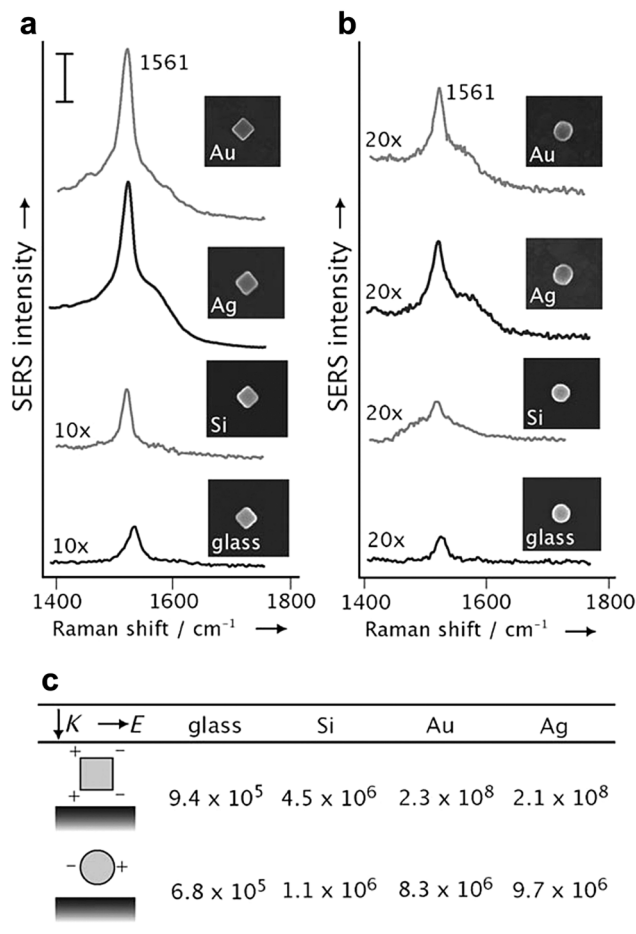 a
b
1561
1561
Au
20x
Au
Ag
20x
Ag
10x
Si
20x
Si
10x
glass
20x
glass
SERS intensity →
SERS intensity →
1400 1600 1800
1400 1600 1800
Raman shift / cm⁻¹ →
Raman shift / cm⁻¹ →
c
↓K →E glass Si Au Ag
+ -
+ -
9.4 x 10⁵ 4.5 x 10⁶ 2.3 x 10⁸ 2.1 x 10⁸
- +
6.8 x 10⁵ 1.1 x 10⁶ 8.3 x 10⁶ 9.7 x 10⁶